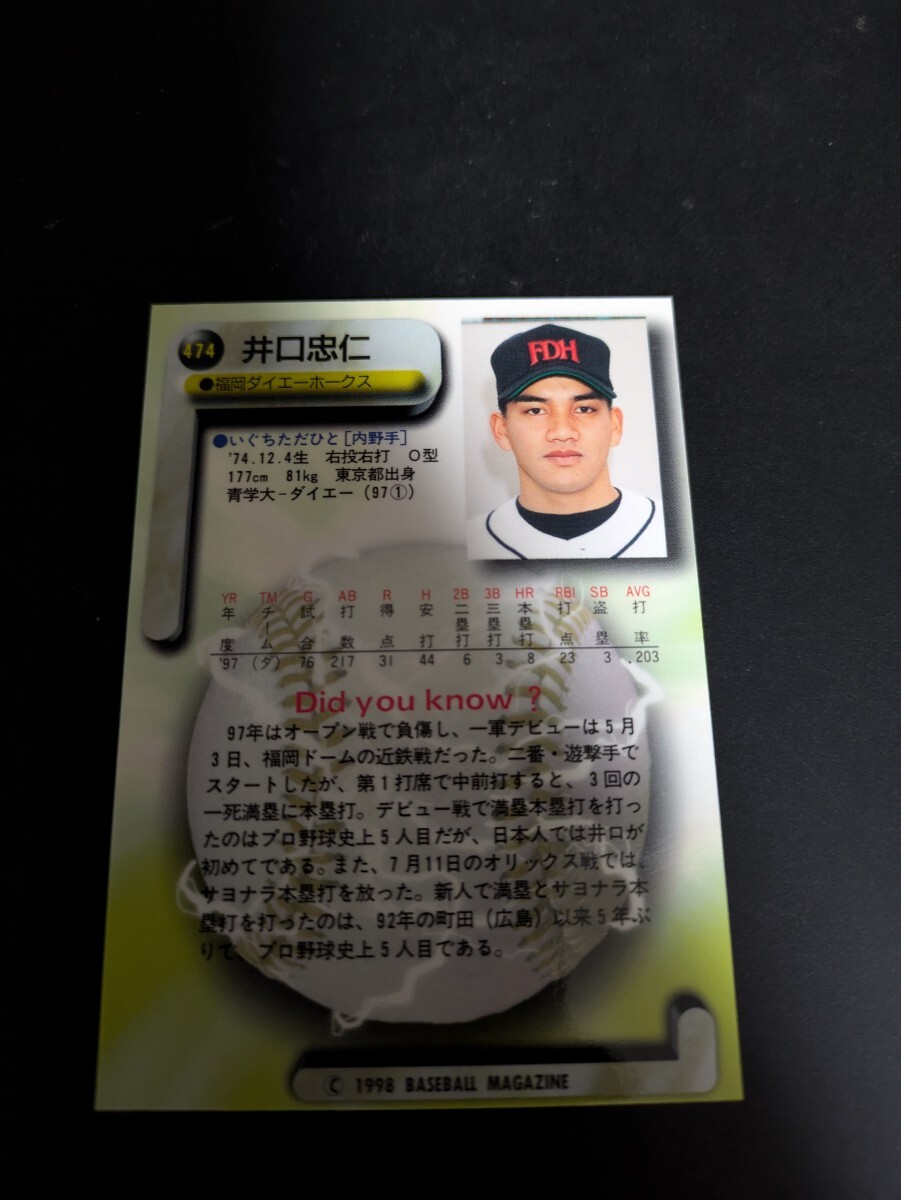 474 井口忠仁
●福岡ダイエーホークス
FDH
●いぐちただひと[内野手]
'74.12.4生 右投右打 O型
177cm 81kg 東京都出身
青学大-ダイエー(97①)
YR TM G AB R H 2B 3B HR RBI SB AVG
年度 チーム 試合 打数 得点 安打 二塁打 三塁打 本塁打 打点 盗塁 打率
'97 (ダ) 76 217 31 44 6 3 8 23 3 .203
Did you know ?
97年はオープン戦で負傷し、一軍デビューは5月
3日、福岡ドームの近鉄戦だった。二番・遊撃手で
スタートしたが、第1打席で中前打すると、3回の
一死満塁に本塁打。デビュー戦で満塁本塁打を打っ
たのはプロ野球史上5人目だが、日本人では井口が
初めてである。また、7月11日のオリックス戦では、
サヨナラ本塁打を放った。新人で満塁とサヨナラ本
塁打を打ったのは、92年の町田(広島)以来5年ぶ
りで、プロ野球史上5人目である。
© 1998 BASEBALL MAGAZINE